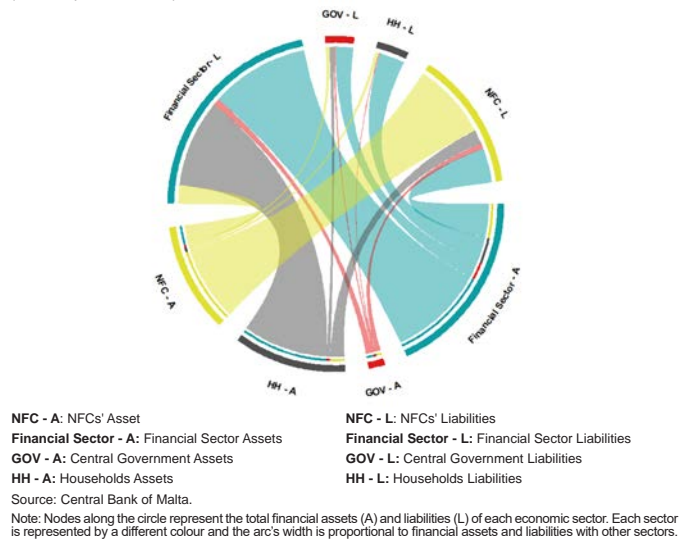 GOV - L
HH - L
Financial Sector - L
NFC - L
NFC - A
Financial Sector - A
HH - A
GOV - A
NFC - A: NFCs' Asset
NFC - L: NFCs' Liabilities
Financial Sector - A: Financial Sector Assets
Financial Sector - L: Financial Sector Liabilities
GOV - A: Central Government Assets
GOV - L: Central Government Liabilities
HH - A: Households Assets
HH - L: Households Liabilities
Source: Central Bank of Malta.
Note: Nodes along the circle represent the total financial assets (A) and liabilities (L) of each economic sector. Each sector
is represented by a different colour and the arc's width is proportional to financial assets and liabilities with other sectors.